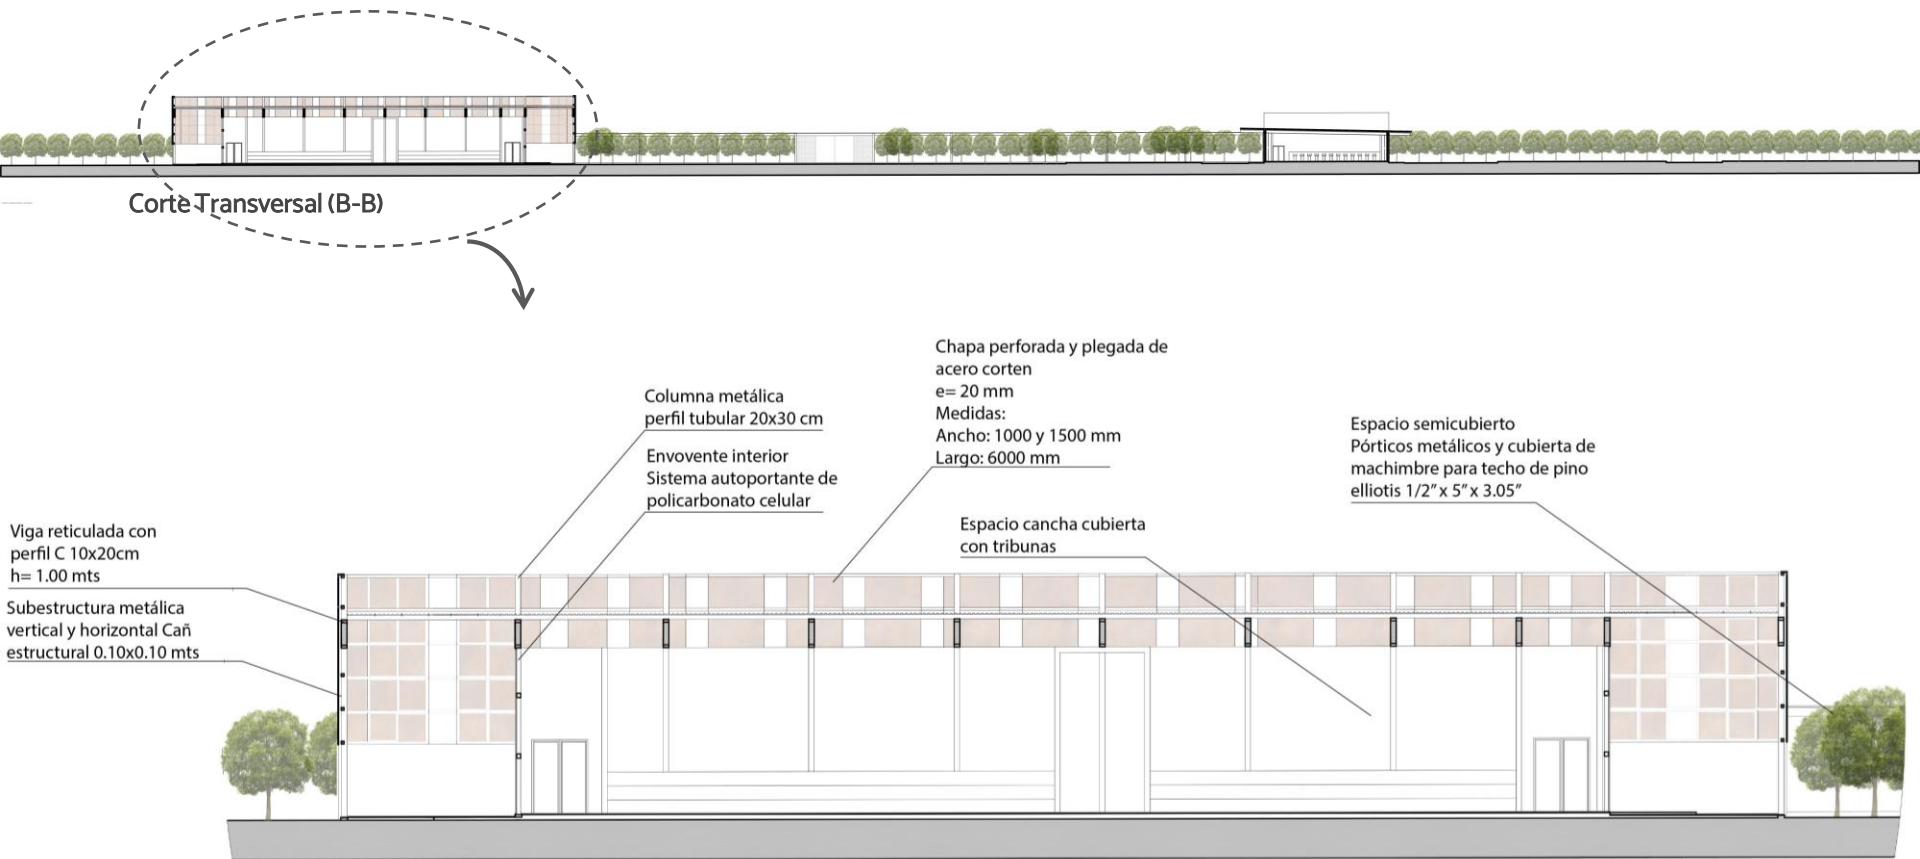 Corte Transversal (B-B)
Chapa perforada y plegada de
acero corten
e= 20 mm
Medidas:
Ancho: 1000 y 1500 mm
Largo: 6000 mm
Columna metálica
perfil tubular 20x30 cm
Envovente interior
Sistema autoportante de
policarbonato celular
Espacio semicubierto
Pórticos metálicos y cubierta de
machimbre para techo de pino
elliotis 1/2” x 5” x 3.05”
Espacio cancha cubierta
con tribunas
Viga reticulada con
perfil C 10x20cm
h= 1.00 mts
Subestructura metálica
vertical y horizontal Cañ
estructural 0.10x0.10 mts